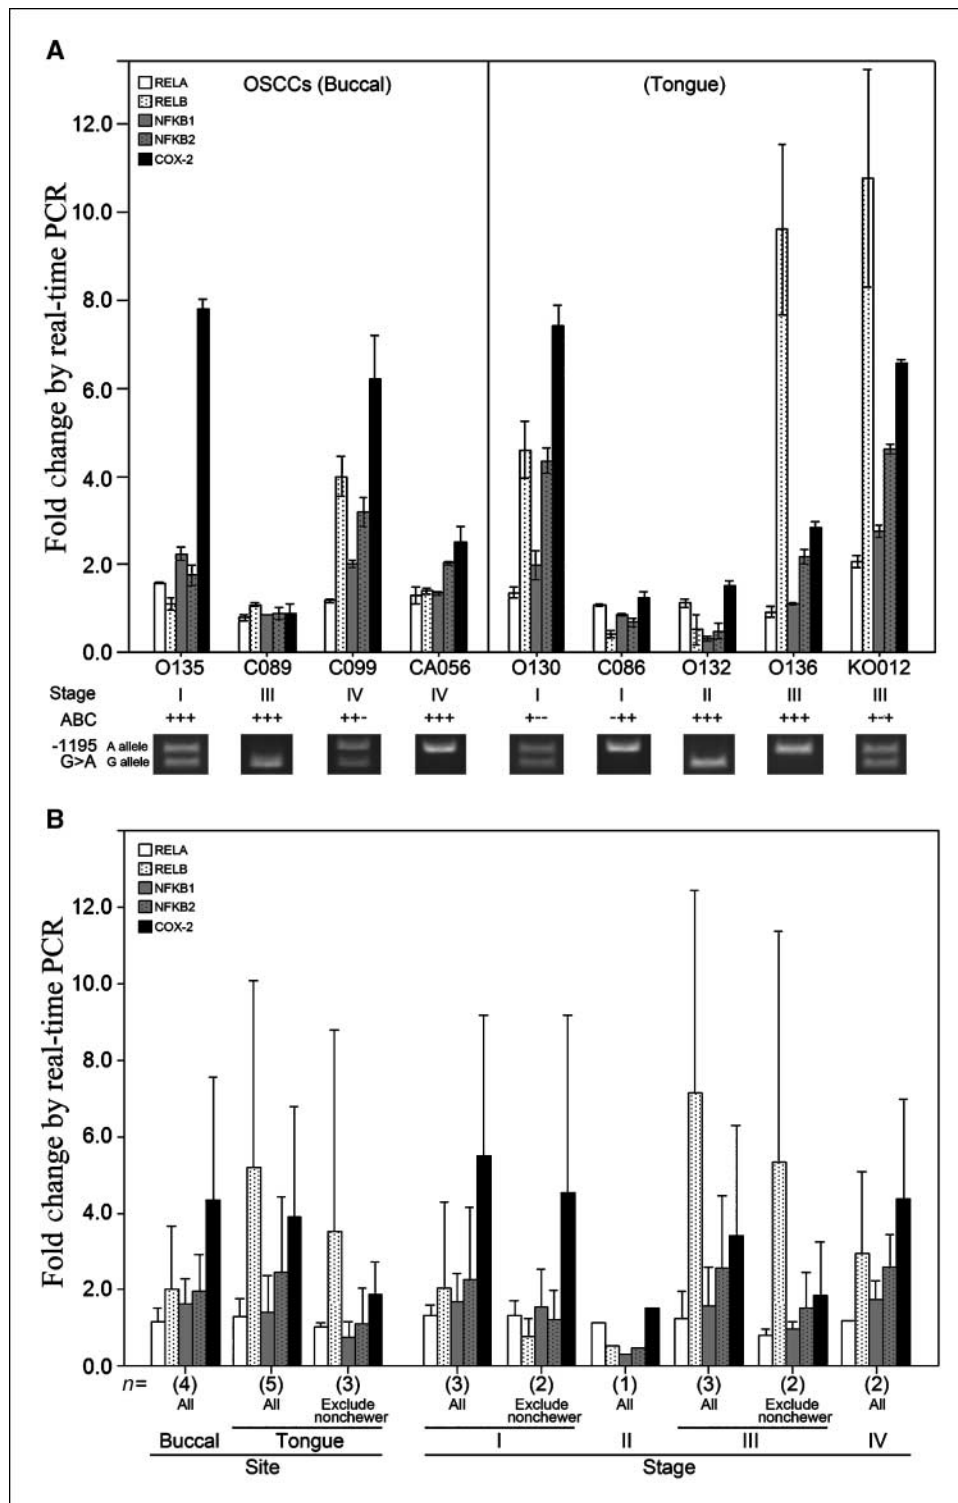 A
OSCCs (Buccal)
(Tongue)
RELA
RELB
NFKB1
NFKB2
COX-2
Fold change by real-time PCR
12.0
10.0
8.0
6.0
4.0
2.0
0.0
O135 C089 C099 CA056 O130 C086 O132 O136 KO012
Stage I III IV IV I I II III III
ABC +++ +++ ++- +++ +-- -++ +++ +++ +-+
-1195 A allele
G>A G allele
B
RELA
RELB
NFKB1
NFKB2
COX-2
Fold change by real-time PCR
12.0
10.0
8.0
6.0
4.0
2.0
0.0
n= (4) (5) (3) (3) (2) (1) (3) (2) (2)
All All Exclude nonchewer All Exclude nonchewer All All Exclude nonchewer All
Buccal Tongue I II III IV
Site Stage